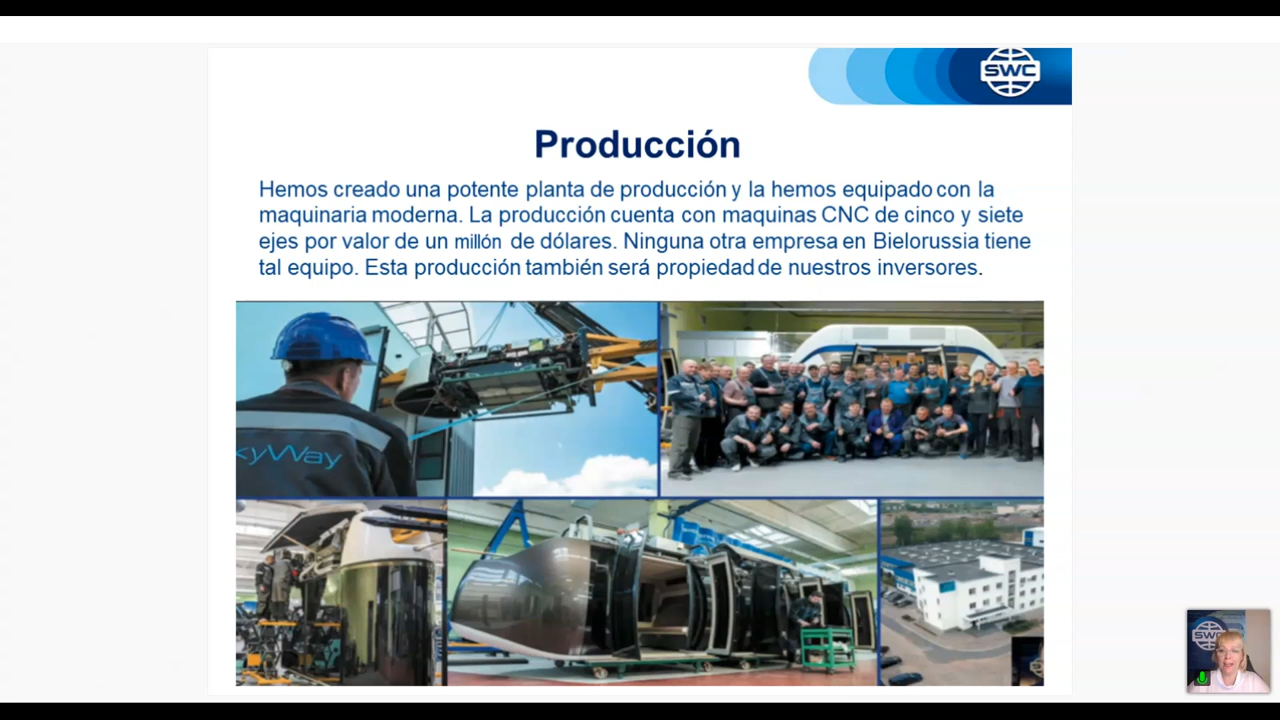 SWC
Producción
Hemos creado una potente planta de producción y la hemos equipado con la
maquinaria moderna. La producción cuenta con maquinas CNC de cinco y siete
ejes por valor de un millón de dólares. Ninguna otra empresa en Bielorussia tiene
tal equipo. Esta producción también será propiedad de nuestros inversores.
kyWay
SWC